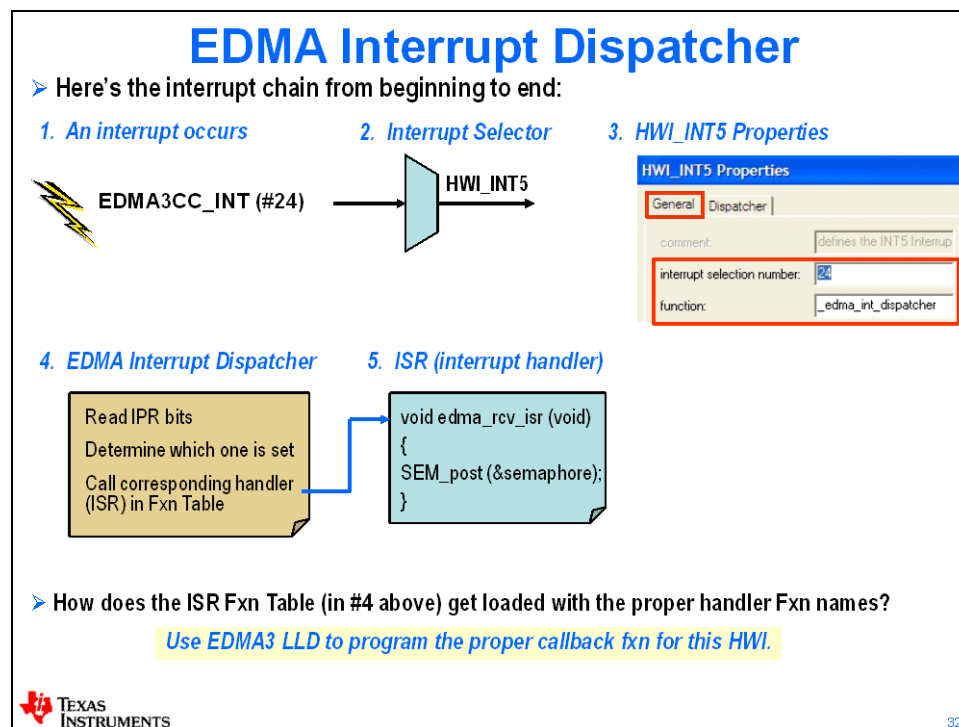 EDMA Interrupt Dispatcher
➢ Here's the interrupt chain from beginning to end:
1. An interrupt occurs
2. Interrupt Selector
3. HWI_INT5 Properties
EDMA3CC_INT (#24)
HWI_INT5
HWI_INT5 Properties
General
Dispatcher
comment:
defines the INT5 Interrup
interrupt selection number:
24
function:
_edma_int_dispatcher
4. EDMA Interrupt Dispatcher
Read IPR bits
Determine which one is set
Call corresponding handler
(ISR) in Fxn Table
5. ISR (interrupt handler)
void edma_rcv_isr (void)
{
SEM_post (&semaphore);
}
➢ How does the ISR Fxn Table (in #4 above) get loaded with the proper handler Fxn names?
Use EDMA3 LLD to program the proper callback fxn for this HWI.
TEXAS
INSTRUMENTS
32